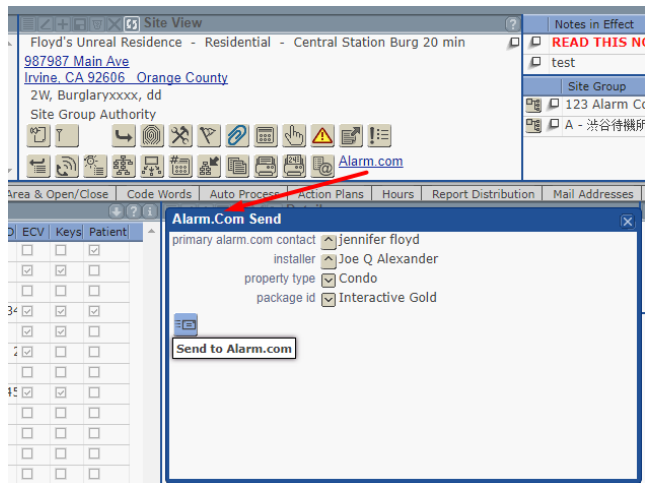 Site View
Floyd's Unreal Residence - Residential - Central Station Burg 20 min
987987 Main Ave
Irvine, CA 92606 Orange County
2W, Burglaryxxxx, dd
Site Group Authority
Alarm.com
Notes in Effect
READ THIS
test
Site Group
123 Alarm
A - 渋谷待機所
Area & Open/Close Code Words Auto Process Action Plans Hours Report Distribution Mail Addresses
ECV Keys Patient
Alarm.Com Send
primary alarm.com contact jennifer floyd
installer Joe Q Alexander
property type Condo
package id Interactive Gold
Send to Alarm.com